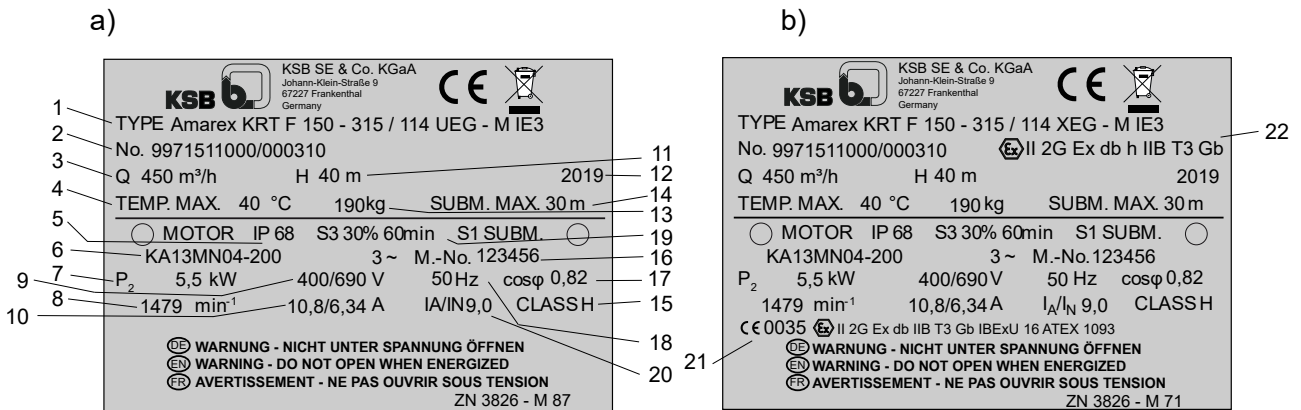 a)
KSB b.
KSB SE & Co. KGaA
Johann-Klein-Straße 9
67227 Frankenthal
Germany
CE
1
TYPE Amarex KRT F 150 - 315 / 114 UEG - M IE3
2
No. 9971511000/000310
3
Q 450 m³/h H 40 m
11
2019
12
4
TEMP. MAX. 40 °C 190kg SUBM. MAX. 30 m
14
13
5
MOTOR IP 68 S3 30% 60min S1 SUBM.
19
6
KA13MN04-200 3 ~ M.-No. 123456
16
7
P₂ 5,5 kW 400/690 V 50 Hz cosφ 0,82
17
9
8
1479 min⁻¹ 10,8/6,34 A IA/IN 9,0 CLASS H
15
10
18
20
DE WARNUNG - NICHT UNTER SPANNUNG ÖFFNEN
EN WARNING - DO NOT OPEN WHEN ENERGIZED
FR AVERTISSEMENT - NE PAS OUVRIR SOUS TENSION
ZN 3826 - M 87
b)
KSB b.
KSB SE & Co. KGaA
Johann-Klein-Straße 9
67227 Frankenthal
Germany
CE
TYPE Amarex KRT F 150 - 315 / 114 XEG - M IE3
22
No. 9971511000/000310 Ex II 2G Ex db h IIB T3 Gb
Q 450 m³/h H 40 m 2019
TEMP. MAX. 40 °C 190 kg SUBM. MAX. 30 m
MOTOR IP 68 S3 30% 60min S1 SUBM.
KA13MN04-200 3 ~ M.-No. 123456
P₂ 5,5 kW 400/690 V 50 Hz cosφ 0,82
1479 min⁻¹ 10,8/6,34 A I_A/I_N 9,0 CLASS H
CE 0035 Ex II 2G Ex db IIB T3 Gb IBExU 16 ATEX 1093
21
DE WARNUNG - NICHT UNTER SPANNUNG ÖFFNEN
EN WARNING - DO NOT OPEN WHEN ENERGIZED
FR AVERTISSEMENT - NE PAS OUVRIR SOUS TENSION
ZN 3826 - M 71